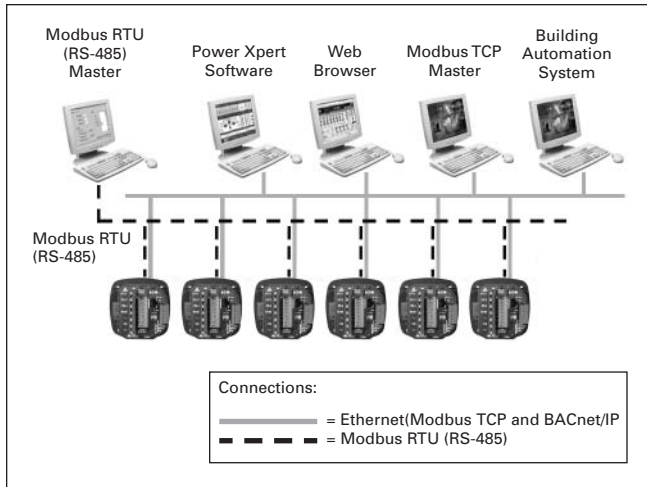 Modbus RTU
(RS-485)
Master
Power Xpert
Software
Web
Browser
Modbus TCP
Master
Building
Automation
System
Modbus RTU
(RS-485)
Connections:
= Ethernet(Modbus TCP and BACnet/IP
= Modbus RTU (RS-485)